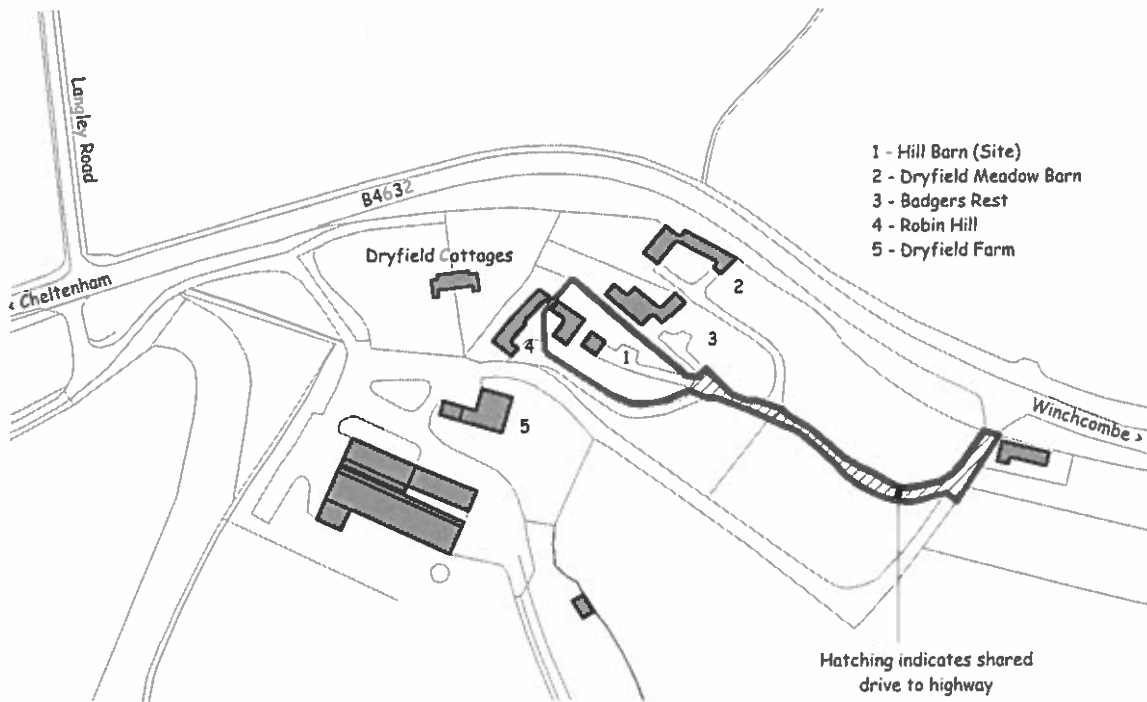 Langley Road
B4632
1 - Hill Barn (Site)
2 - Dryfield Meadow Barn
3 - Badgers Rest
4 - Robin Hill
5 - Dryfield Farm
Dryfield Cottages
‹ Cheltenham
2
3
4
1
5
Winchcombe ›
Hatching indicates shared
drive to highway